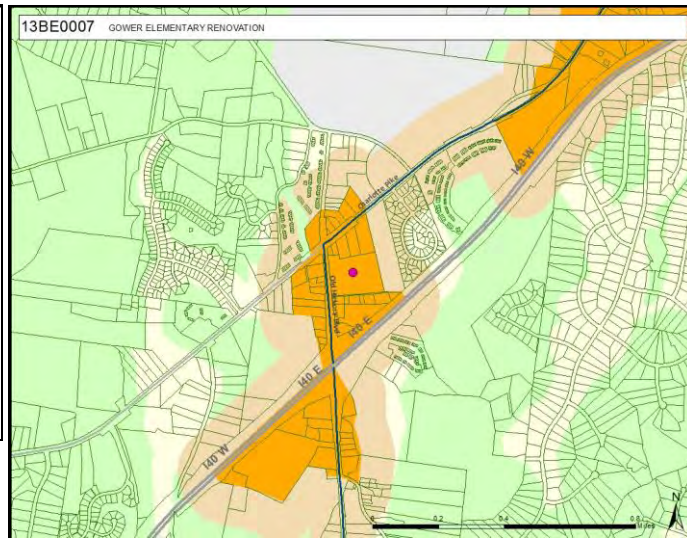 13BE0007 GOWER ELEMENTARY RENOVATION
I40 W
Charlotte Pike
Old Hickory Blvd
I40 E
I40 E
I40 W
N
0 0.2 0.4 0.8
Miles